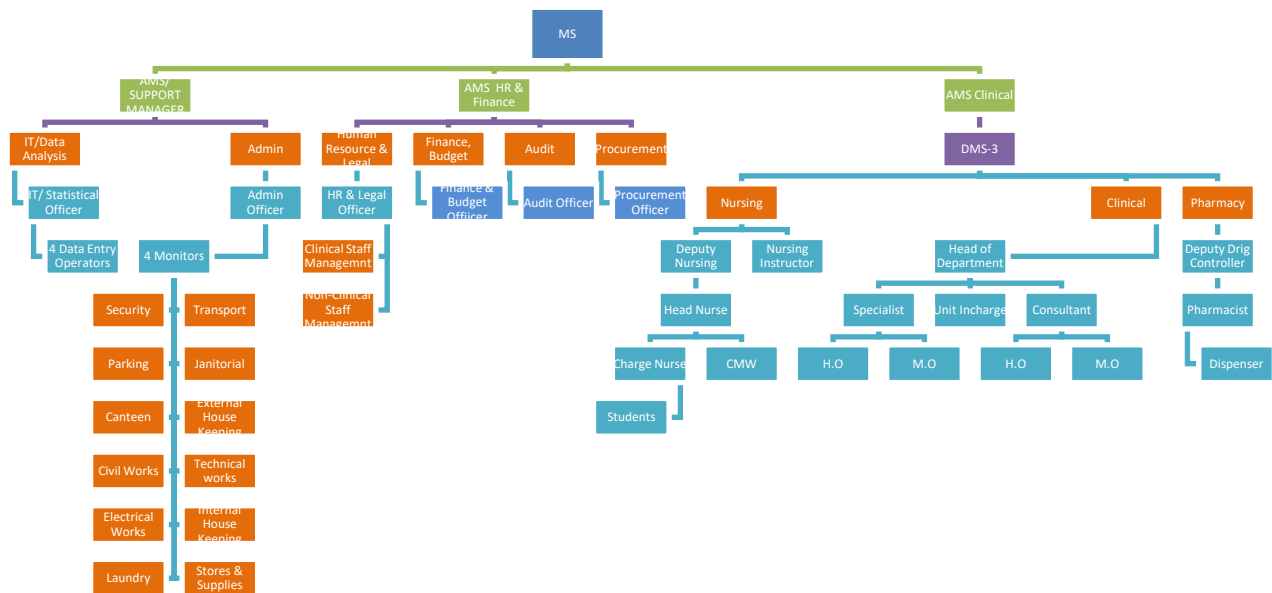 MS
AMS/
SUPPORT
MANAGER
AMS HR &
Finance
AMS Clinical
IT/Data
Analysis
Admin
Human
Resource &
Legal
Finance,
Budget
Audit
Procurement
DMS-3
IT/ Statistical
Officer
Admin
Officer
HR & Legal
Officer
Finance &
Budget
Offiicer
Audit Officer
Procurement
Officer
Nursing
Clinical
Pharmacy
4 Data Entry
Operators
4 Monitors
Clinical Staff
Managemnt
Deputy
Nursing
Nursing
Instructor
Head of
Department
Deputy Drig
Controller
Security
Transport
Non-Clinical
Staff
Managemnt
Head Nurse
Specialist
Unit Incharge
Consultant
Pharmacist
Parking
Janitorial
Charge Nurse
CMW
H.O
M.O
H.O
M.O
Dispenser
Canteen
External
House
Keeping
Students
Civil Works
Technical
works
Electrical
Works
Internal
House
Keeping
Laundry
Stores &
Supplies